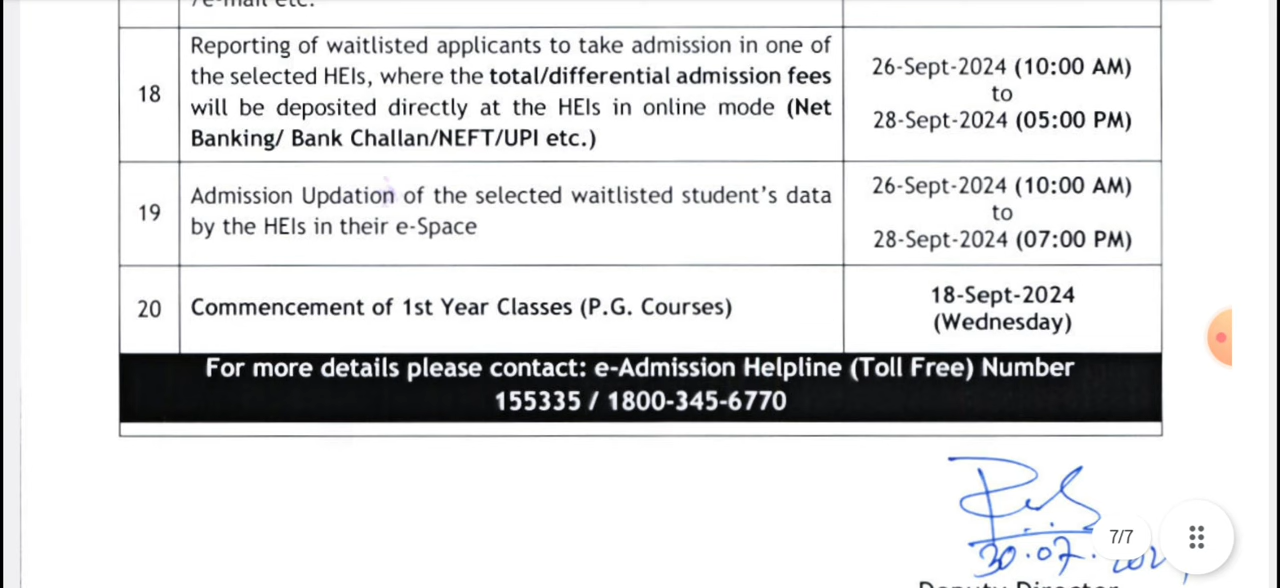 /e-mail etc.
18
Reporting of waitlisted applicants to take admission in one of
the selected HEIs, where the total/differential admission fees
will be deposited directly at the HEIs in online mode (Net
Banking/ Bank Challan/NEFT/UPI etc.)
26-Sept-2024 (10:00 AM)
to
28-Sept-2024 (05:00 PM)
19
Admission Updation of the selected waitlisted student's data
by the HEIs in their e-Space
26-Sept-2024 (10:00 AM)
to
28-Sept-2024 (07:00 PM)
20
Commencement of 1st Year Classes (P.G. Courses)
18-Sept-2024
(Wednesday)
For more details please contact: e-Admission Helpline (Toll Free) Number
155335 / 1800-345-6770
7/7
30.07.
Deputy Director